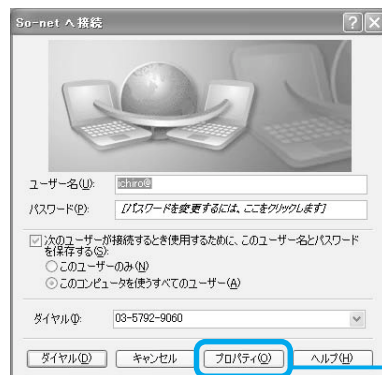 So-net へ接続
ユーザー名(U): ichiro@
パスワード(P): [パスワードを変更するには、ここをクリックします]
次のユーザーが接続するとき使用するために、このユーザー名とパスワード
を保存する(S):
このユーザーのみ(N)
このコンピュータを使うすべてのユーザー(A)
ダイヤル(I): 03-5792-9060
ダイヤル(D) キャンセル プロパティ(O) ヘルプ(H)